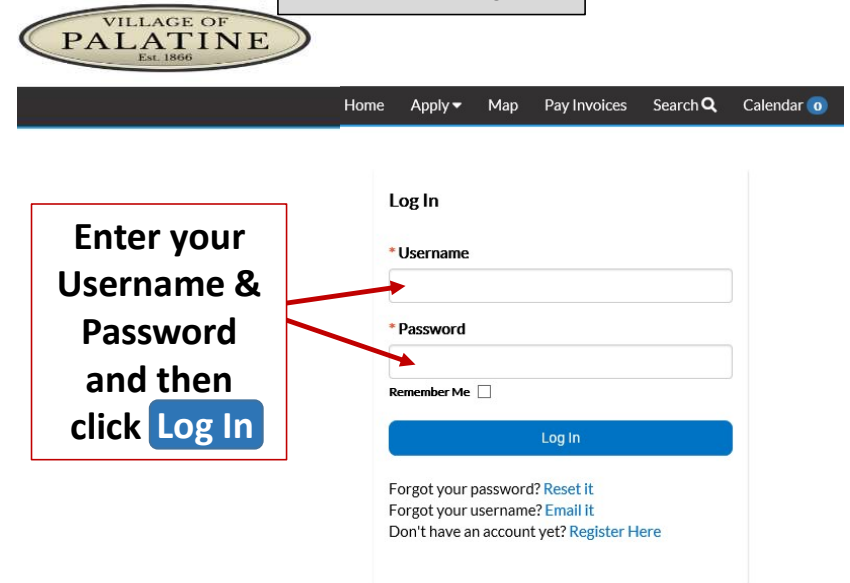 VILLAGE OF
PALATINE
Est. 1866
Home Apply Map Pay Invoices Search Calendar 0
Enter your
Username &
Password
and then
click Log In
Log In
* Username
* Password
Remember Me
Log In
Forgot your password? Reset it
Forgot your username? Email it
Don't have an account yet? Register Here